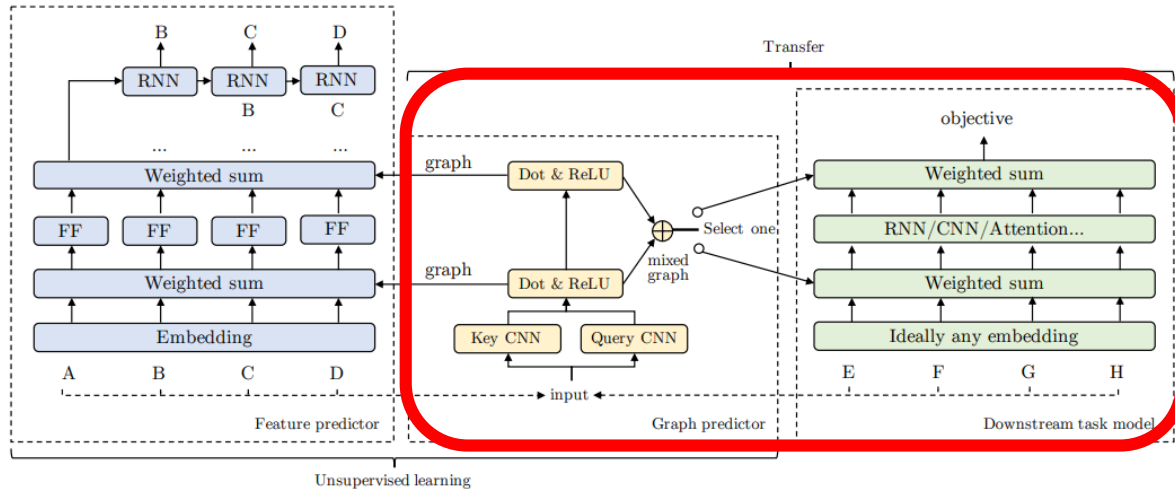 B C D
Transfer
RNN RNN RNN
B C
objective
... ... ...
graph
Weighted sum
Dot & ReLU
Weighted sum
FF FF FF FF
Select one
RNN/CNN/Attention...
mixed
graph
graph
Weighted sum
Dot & ReLU
Weighted sum
Embedding
Key CNN Query CNN
Ideally any embedding
A B C D
input
E F G H
Feature predictor
Graph predictor
Downstream task model
Unsupervised learning